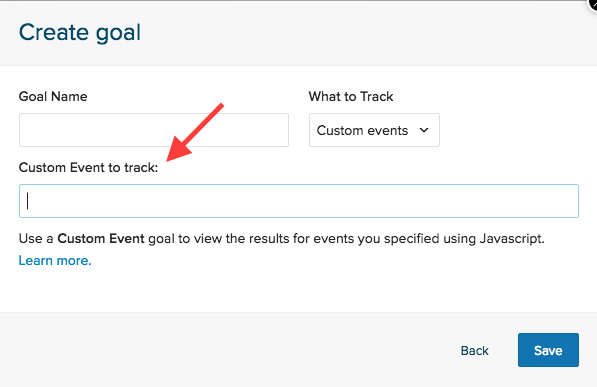 Create goal
Goal Name
What to Track
Custom events
Custom Event to track:
Use a Custom Event goal to view the results for events you specified using Javascript.
Learn more.
Back
Save